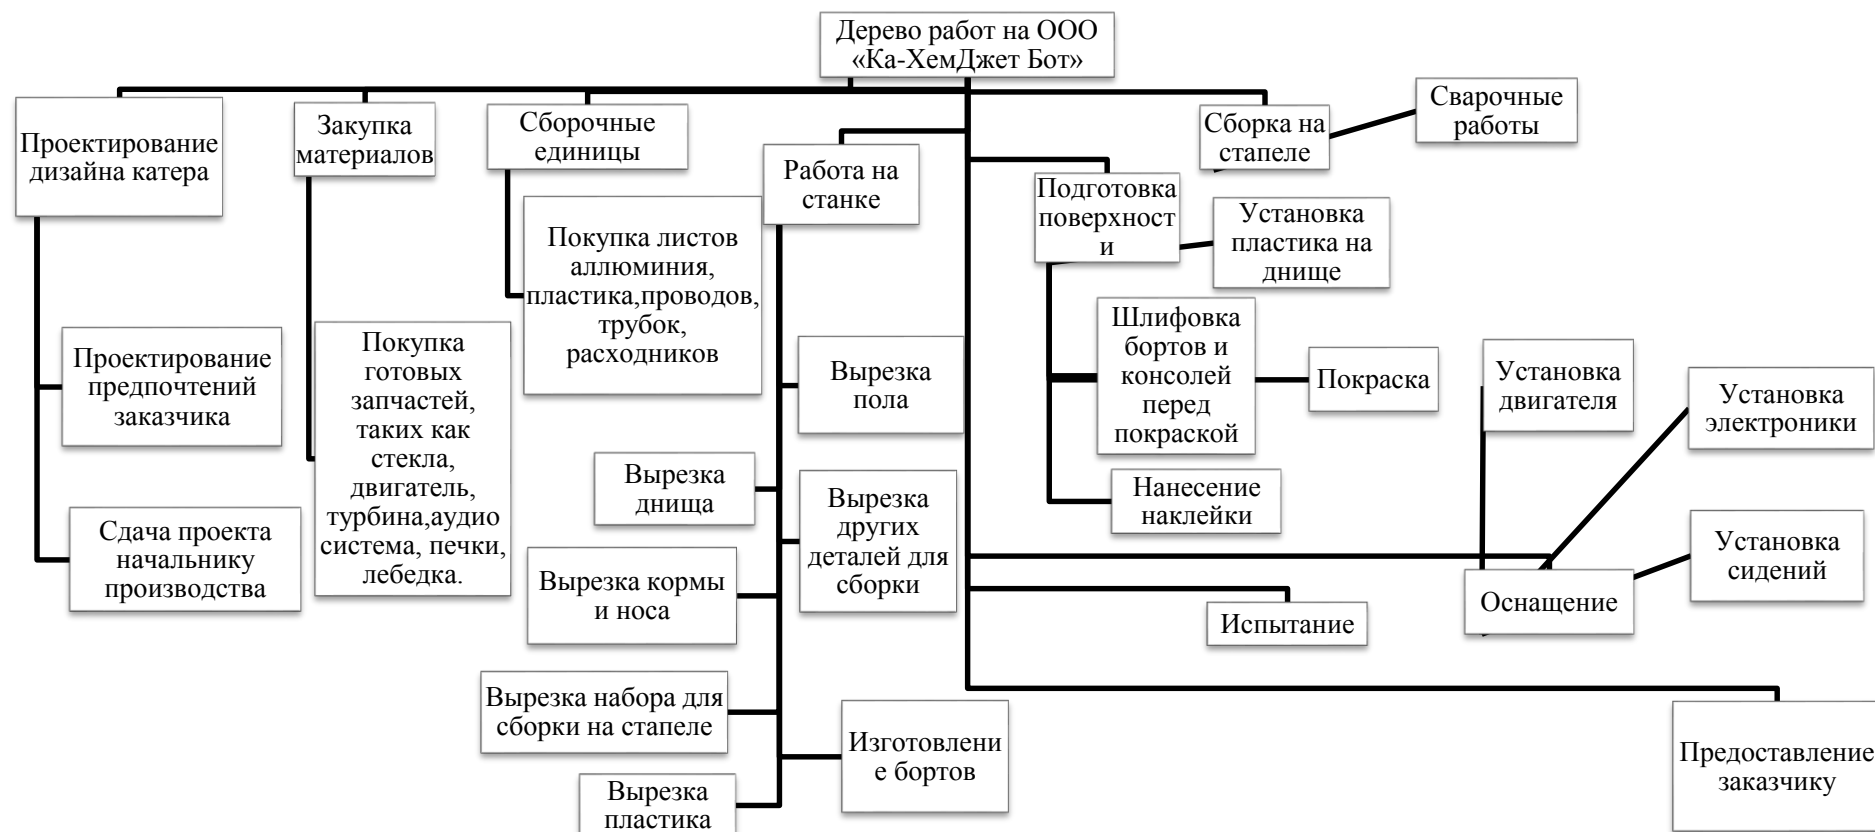 Дерево работ на ООО
«Ка-ХемДжет Бот»
Проектирование
дизайна катера
Закупка
материалов
Сборочные
единицы
Работа на
станке
Подготовка
поверхност
и
Сборка на
стапеле
Сварочные
работы
Установка
пластика на
днище
Покупка листов
аллюминия,
пластика,проводов,
трубок,
расходников
Проектирование
предпочтений
заказчика
Сдача проекта
начальнику
производства
Покупка
готовых
запчастей,
таких как
стекла,
двигатель,
турбина,аудио
система, печки,
лебедка.
Вырезка
пола
Вырезка
днища
Вырезка
других
деталей для
сборки
Вырезка кормы
и носа
Вырезка набора для
сборки на стапеле
Изготовлени
е бортов
Вырезка
пластика
Шлифовка
бортов и
консолей
перед
покраской
Покраска
Нанесение
наклейки
Установка
двигателя
Установка
электроники
Установка
сидений
Оснащение
Испытание
Предоставление
заказчику